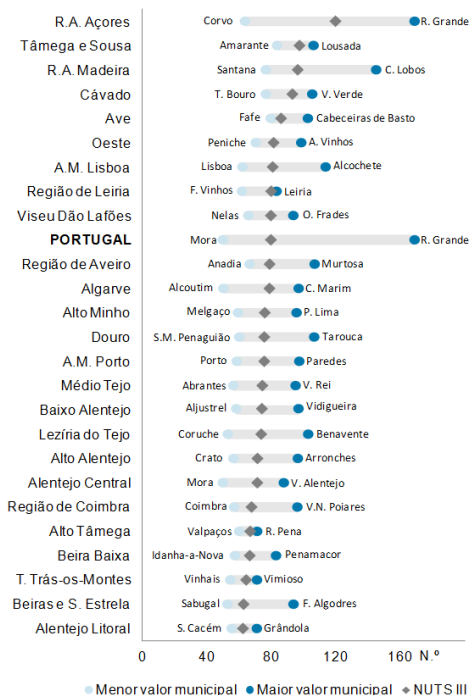 R.A. Açores Corvo R. Grande
Tâmega e Sousa Amarante Lousada
R.A. Madeira Santana C. Lobos
Cávado T. Bouro V. Verde
Ave Fafe Cabeceiras de Basto
Oeste Peniche A. Vinhos
A.M. Lisboa Lisboa Alcochete
Região de Leiria F. Vinhos Leiria
Viseu Dão Lafões Nelas O. Frades
PORTUGAL Mora R. Grande
Região de Aveiro Anadia Murtosa
Algarve Alcoutim C. Marim
Alto Minho Melgaço P. Lima
Douro S.M. Penaguião Tarouca
A.M. Porto Porto Paredes
Médio Tejo Abrantes V. Rei
Baixo Alentejo Aljustrel Vidigueira
Lezíria do Tejo Coruche Benavente
Alto Alentejo Crato Arronches
Alentejo Central Mora V. Alentejo
Região de Coimbra Coimbra V.N. Poiares
Alto Tâmega Valpaços R. Pena
Beira Baixa Idanha-a-Nova Penamacor
T. Trás-os-Montes Vinhais Vimioso
Beiras e S. Estrela Sabugal F. Algodres
Alentejo Litoral S. Cacém Grândola
0 40 80 120 160 N.º
Menor valor municipal Maior valor municipal NUTS III